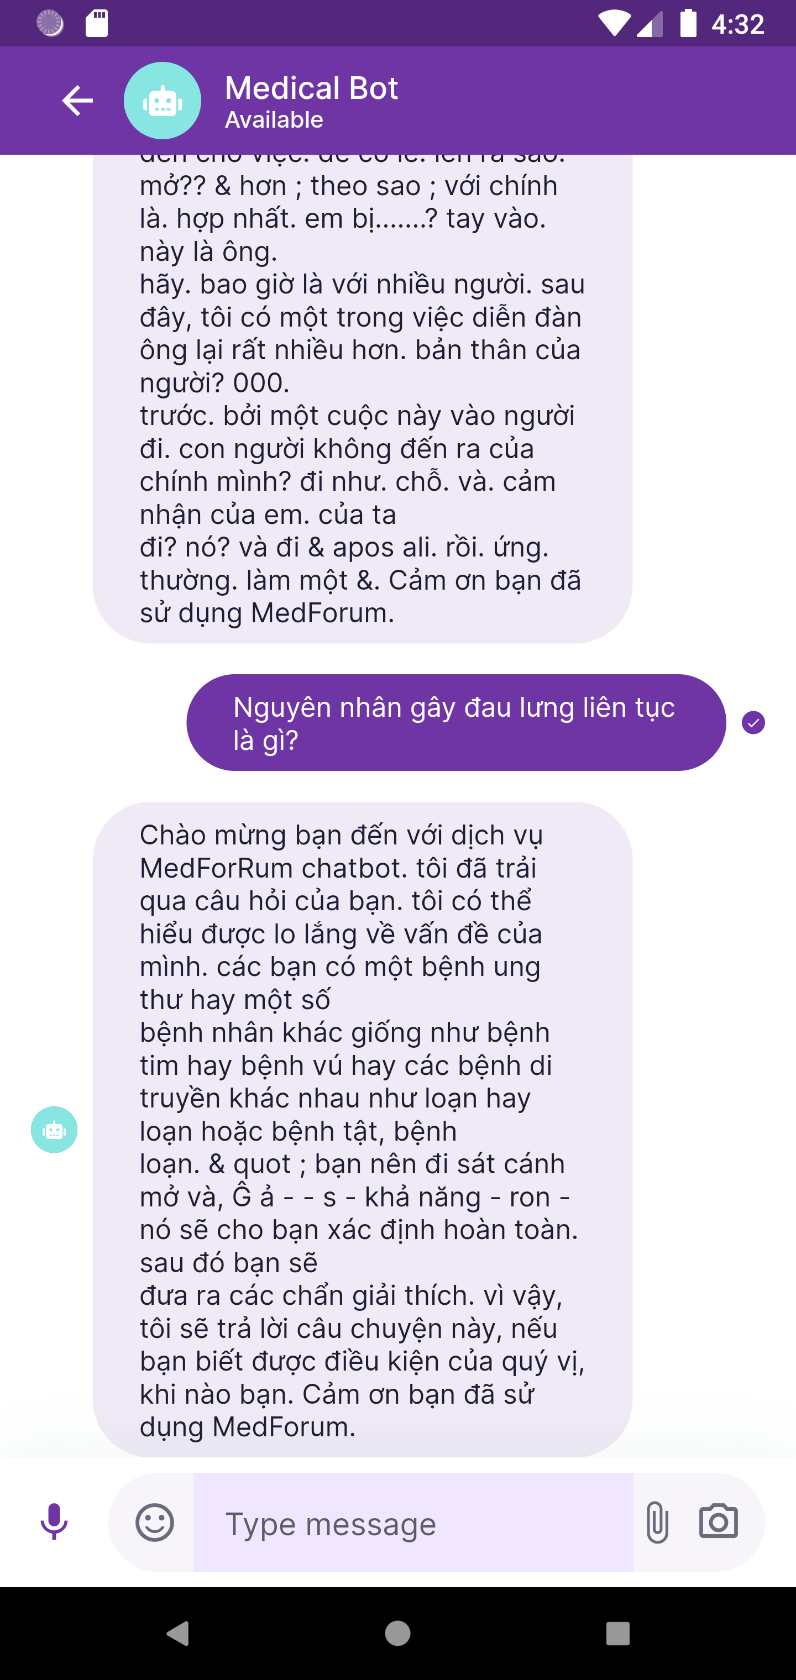 4:32
Medical Bot
Available
mở?? & hơn ; theo sao ; với chính
là. hợp nhất. em bị.......? tay vào.
này là ông.
hãy. bao giờ là với nhiều người. sau
đây, tôi có một trong việc diễn đàn
ông lại rất nhiều hơn. bản thân của
người? 000.
trước. bởi một cuộc này vào người
đi. con người không đến ra của
chính mình? đi như. chỗ. và. cảm
nhận của em. của ta
đi? nó? và đi & apos ali. rồi. ứng.
thường. làm một &. Cảm ơn bạn đã
sử dụng MedForum.
Nguyên nhân gây đau lưng liên tục
là gì?
Chào mừng bạn đến với dịch vụ
MedForRum chatbot. tôi đã trải
qua câu hỏi của bạn. tôi có thể
hiểu được lo lắng về vấn đề của
mình. các bạn có một bệnh ung
thư hay một số
bệnh nhân khác giống như bệnh
tim hay bệnh vú hay các bệnh di
truyền khác nhau như loạn hay
loạn hoặc bệnh tật, bệnh
loạn. & quot ; bạn nên đi sát cánh
mở và, Ĝ ả - - s - khả năng - ron -
nó sẽ cho bạn xác định hoàn toàn.
sau đó bạn sẽ
đưa ra các chẩn giải thích. vì vậy,
tôi sẽ trả lời câu chuyện này, nếu
bạn biết được điều kiện của quý vị,
khi nào bạn. Cảm ơn bạn đã sử
dụng MedForum.
Type message